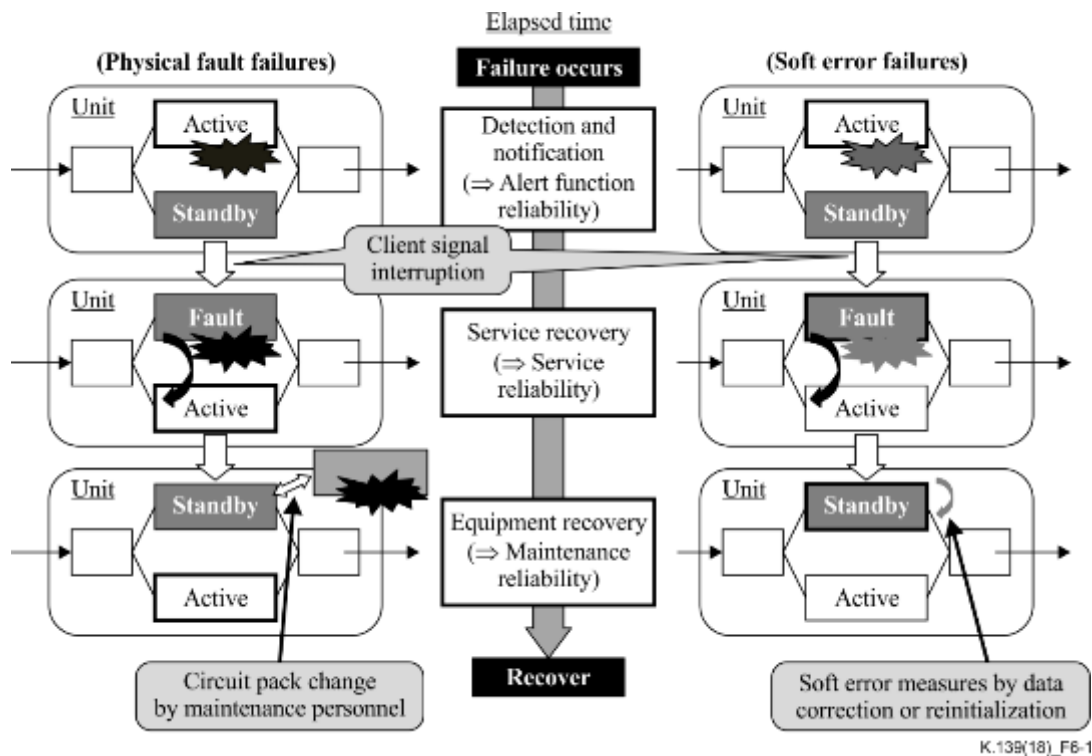 Elapsed time
(Physical fault failures)
Failure occurs
(Soft error failures)
Unit
Active
Standby
Detection and
notification
(⇒ Alert function
reliability)
Unit
Active
Standby
Client signal
interruption
Unit
Fault
Active
Service recovery
(⇒ Service
reliability)
Unit
Fault
Active
Unit
Standby
Active
Equipment recovery
(⇒ Maintenance
reliability)
Unit
Standby
Active
Circuit pack change
by maintenance personnel
Recover
Soft error measures by data
correction or reinitialization
K.139(18)_F6-1